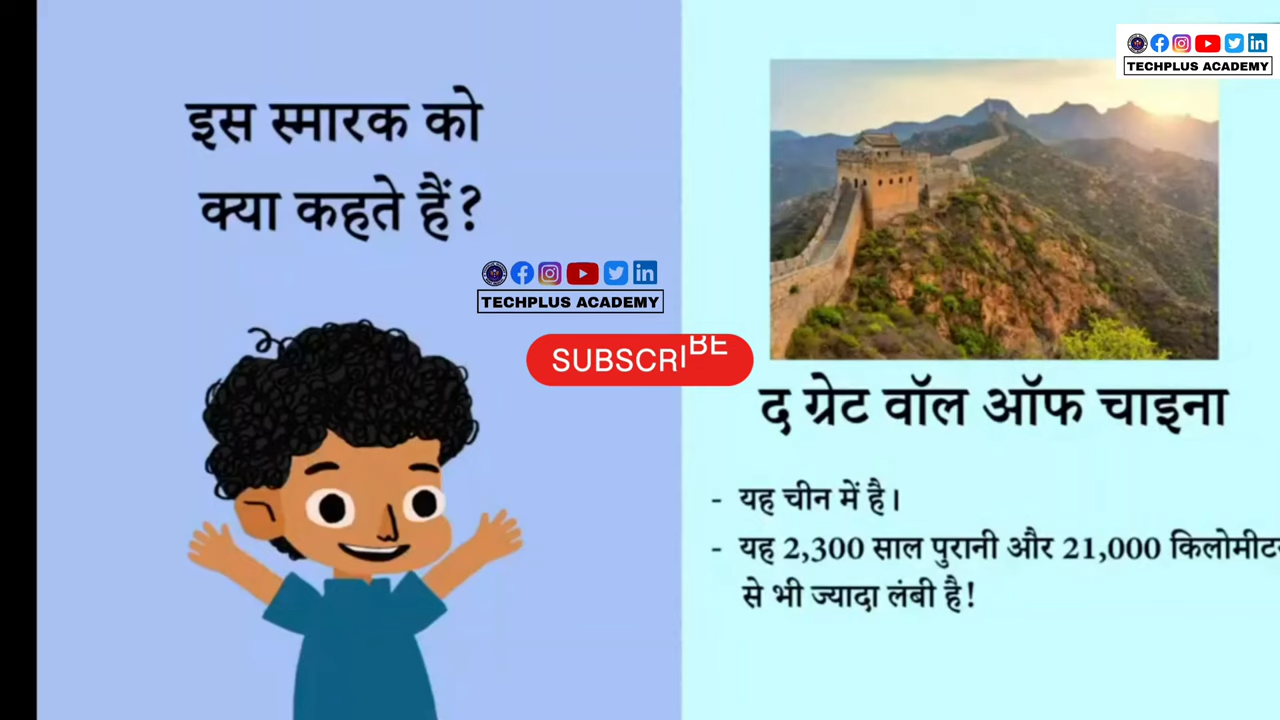 इस स्मारक को
क्या कहते हैं?
TECHPLUS ACADEMY
SUBSCRIBE
TECHPLUS ACADEMY
द ग्रेट वॉल ऑफ चाइना
- यह चीन में है।
- यह 2,300 साल पुरानी और 21,000 किलोमीटर
से भी ज्यादा लंबी है!